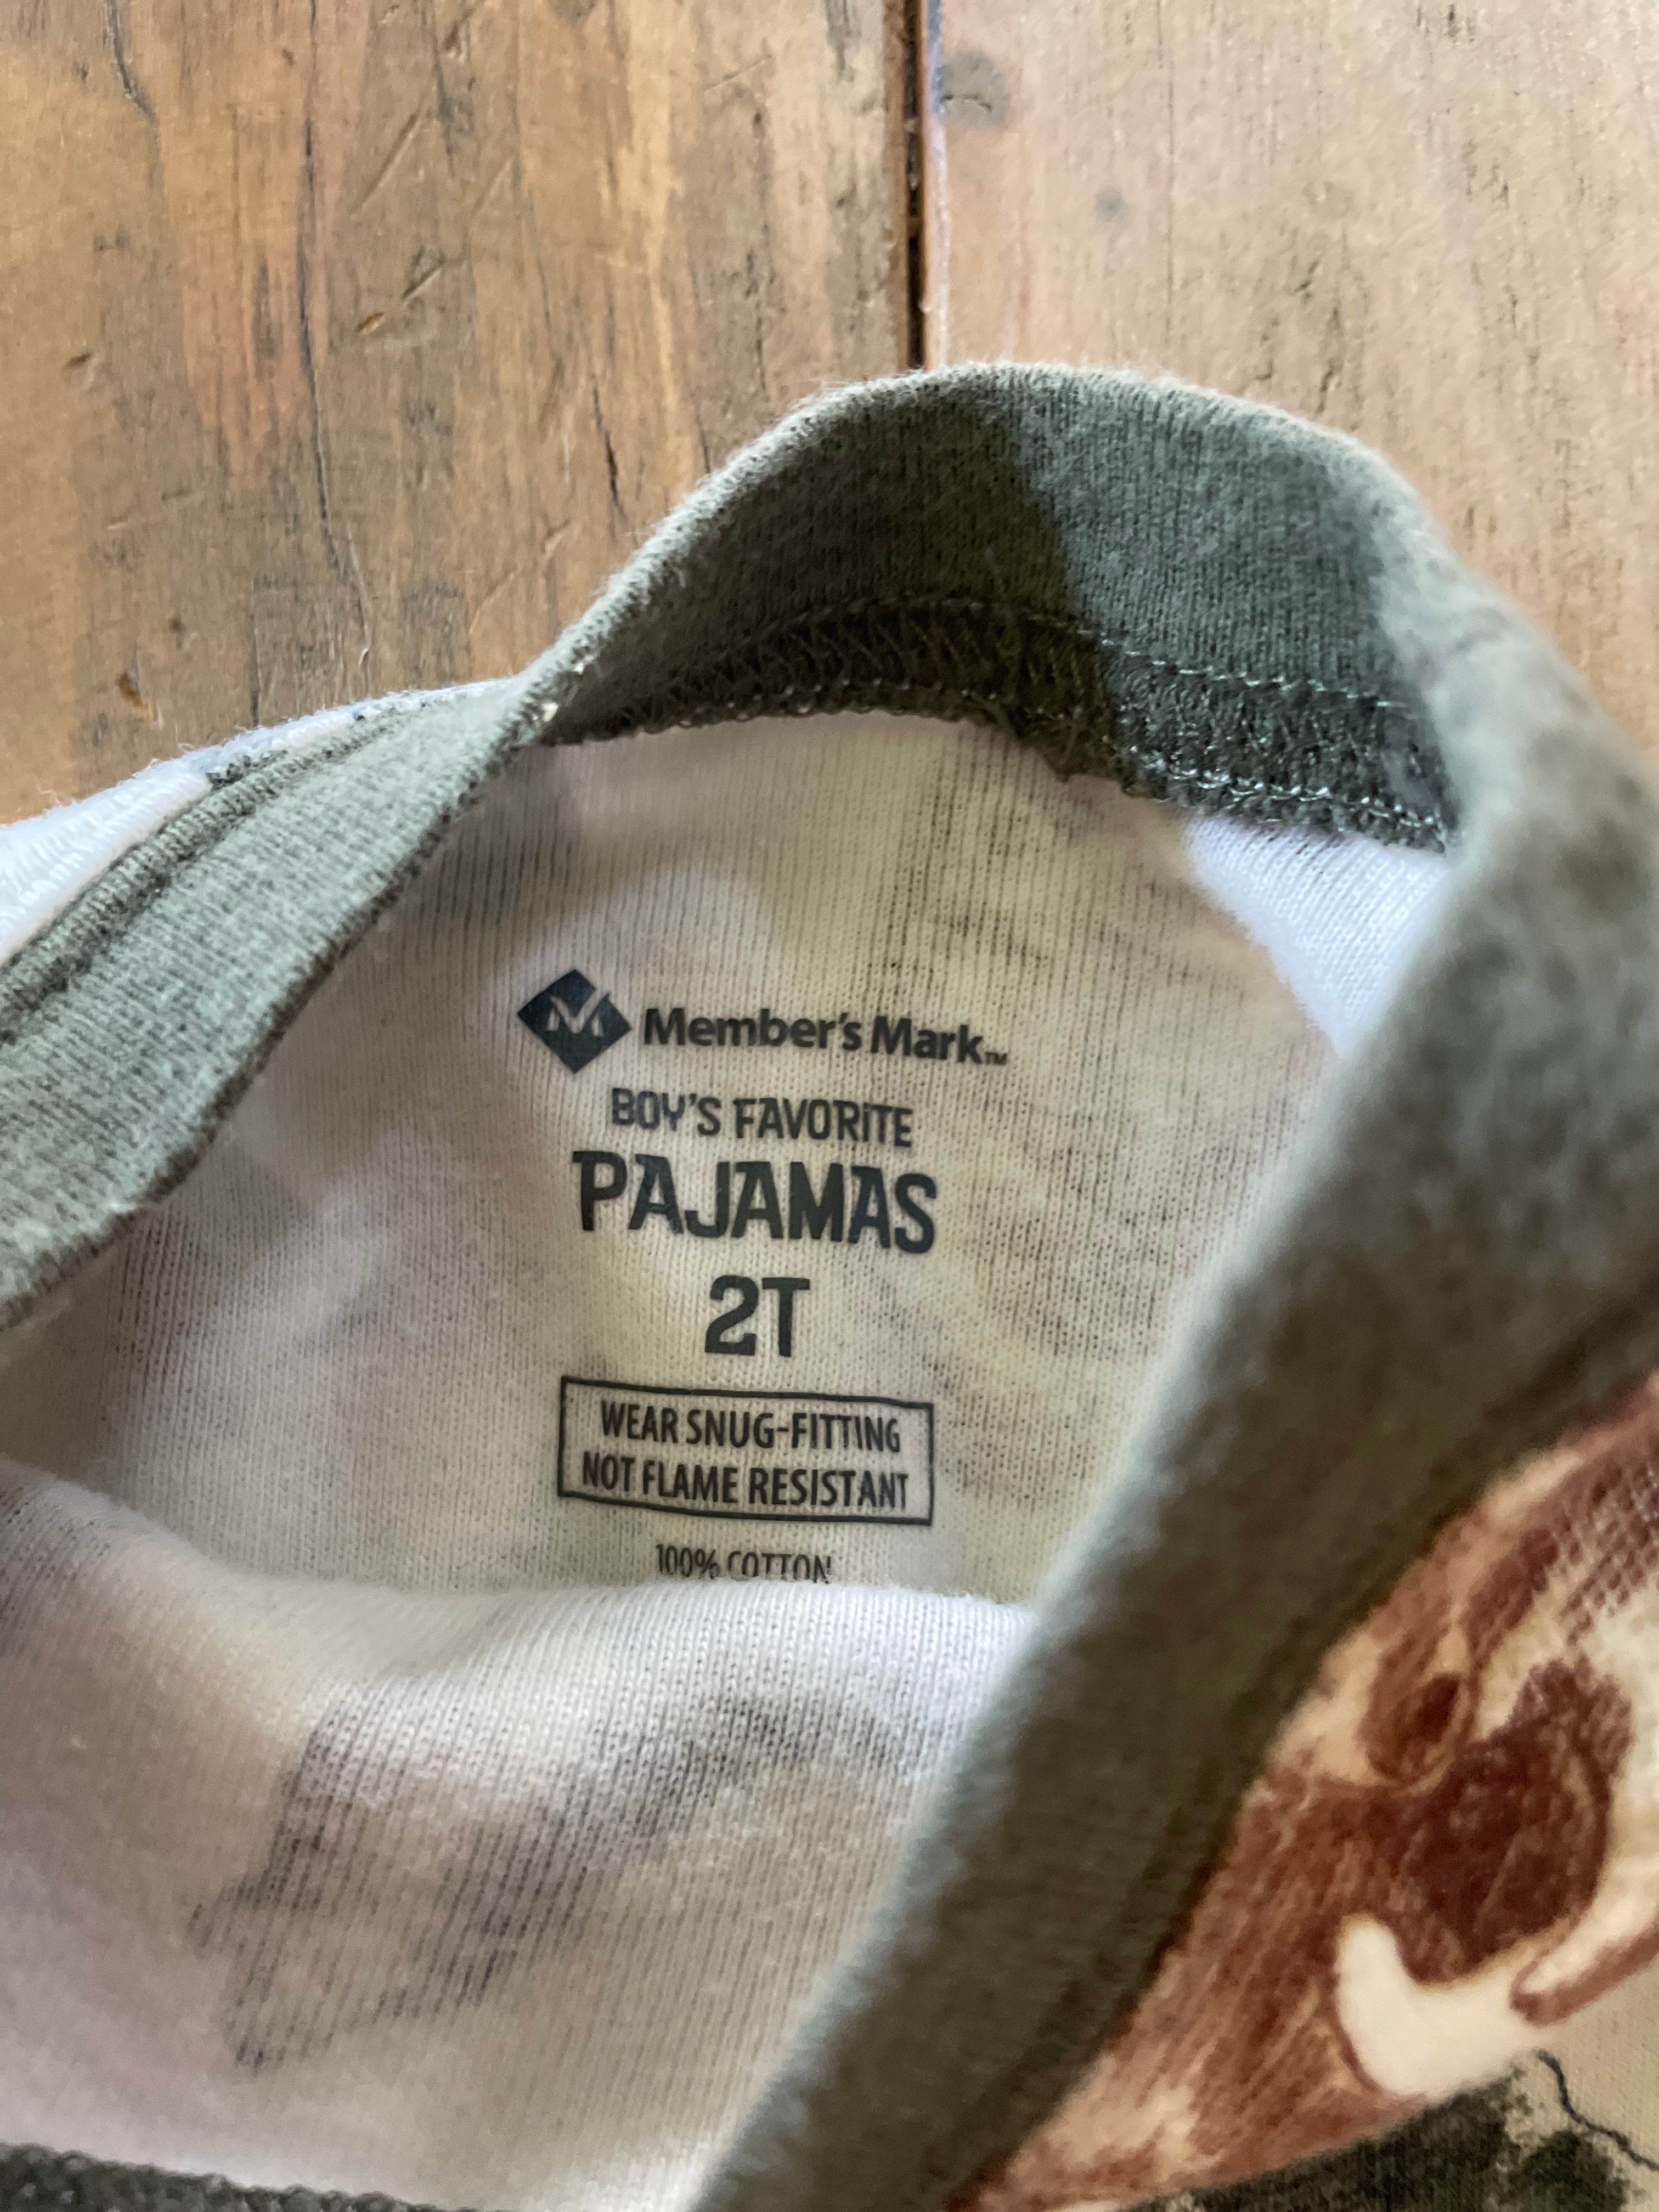 Member's Mark™
BOY'S FAVORITE
PAJAMAS
2T
WEAR SNUG-FITTING
NOT FLAME RESISTANT
100% COTTON